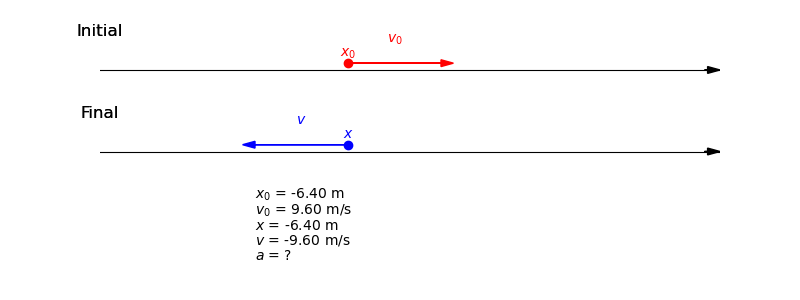 Initial
v₀
x₀
Final
v
x
x₀ = -6.40 m
v₀ = 9.60 m/s
x = -6.40 m
v = -9.60 m/s
a = ?